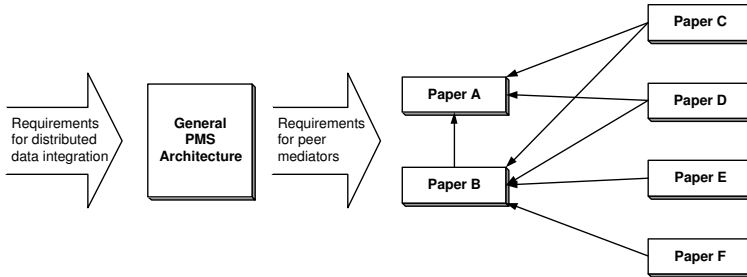 Requirements
for distributed
data integration
General
PMS
Architecture
Requirements
for peer
mediators
Paper A
Paper B
Paper C
Paper D
Paper E
Paper F